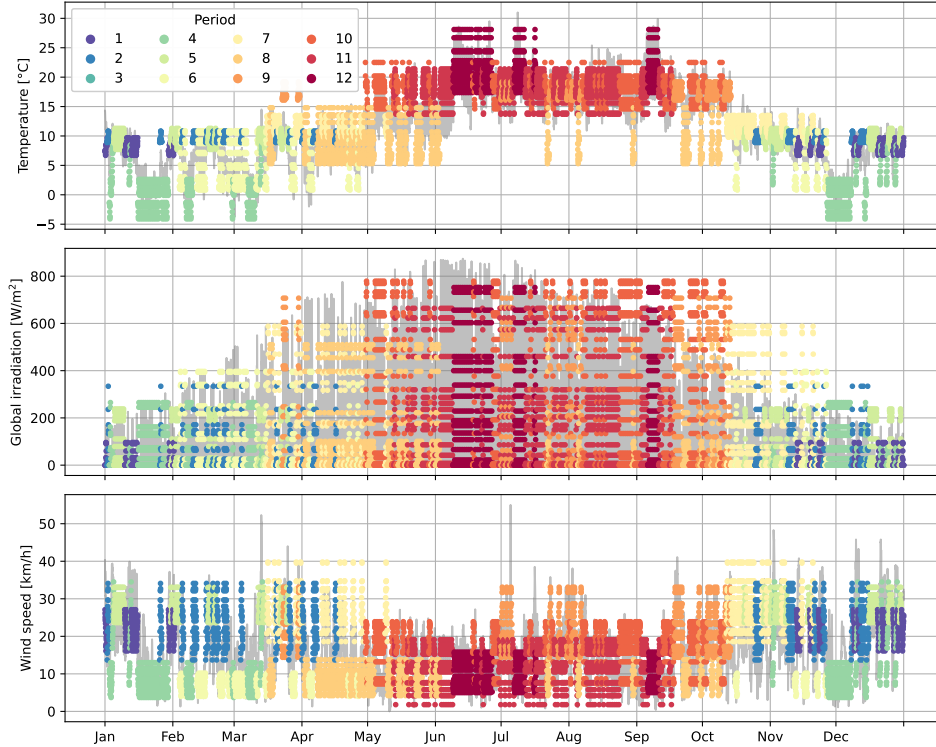 Period
1 4 7 10
2 5 8 11
3 6 9 12
Temperature [°C]
30
25
20
15
10
5
0
−5
Global irradiation [W/m²]
800
600
400
200
0
Wind speed [km/h]
50
40
30
20
10
0
Jan Feb Mar Apr May Jun Jul Aug Sep Oct Nov Dec